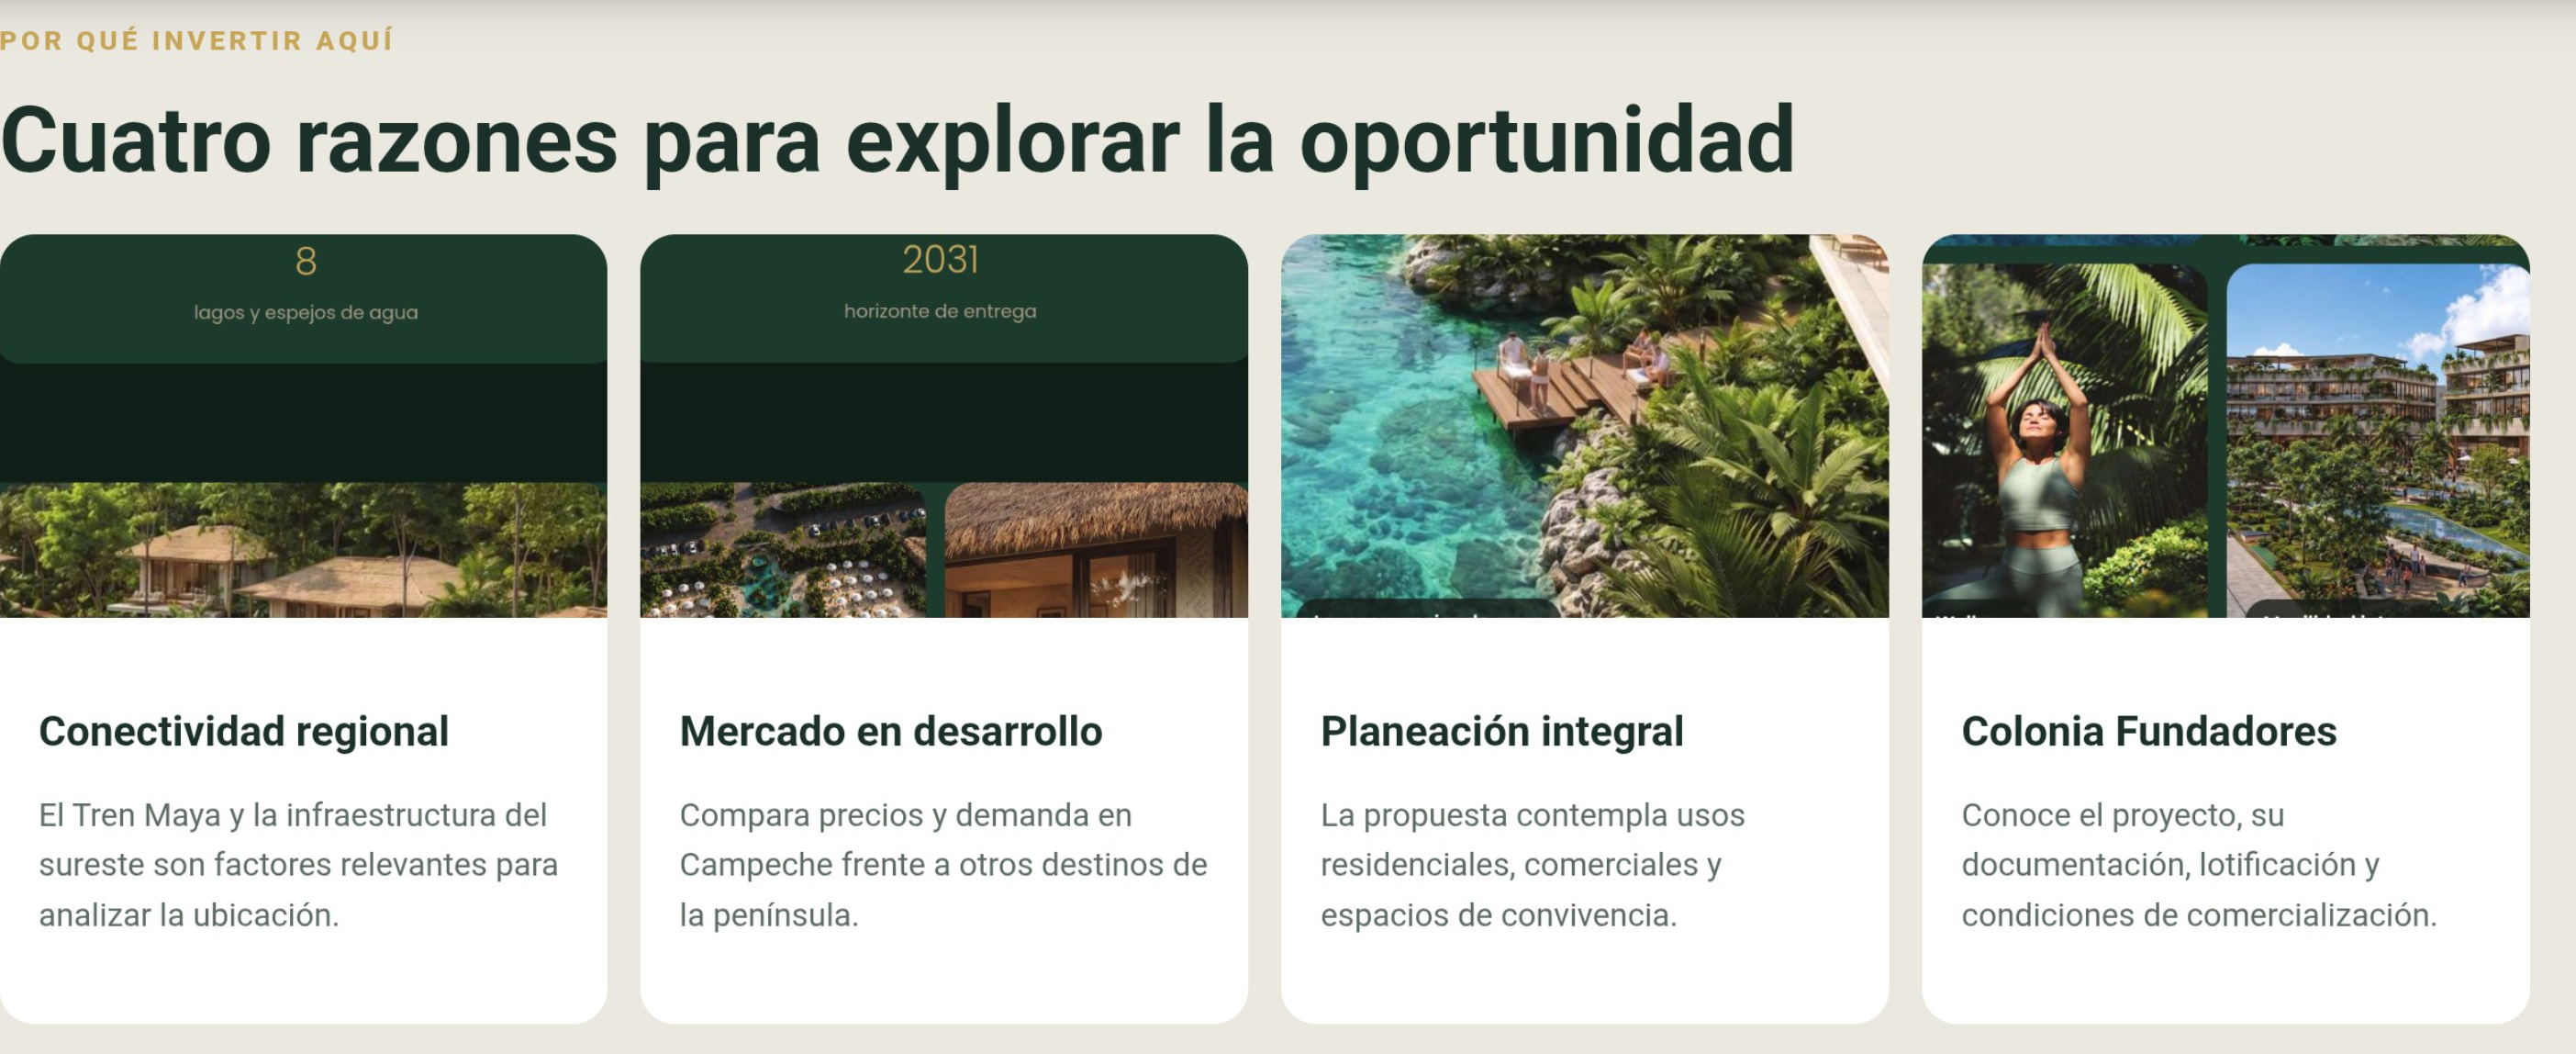 POR QUÉ INVERTIR AQUÍ
Cuatro razones para explorar la oportunidad
8
lagos y espejos de agua
2031
horizonte de entrega
Conectividad regional
El Tren Maya y la infraestructura del
sureste son factores relevantes para
analizar la ubicación.
Mercado en desarrollo
Compara precios y demanda en
Campeche frente a otros destinos de
la península.
Planeación integral
La propuesta contempla usos
residenciales, comerciales y
espacios de convivencia.
Colonia Fundadores
Conoce el proyecto, su
documentación, lotificación y
condiciones de comercialización.